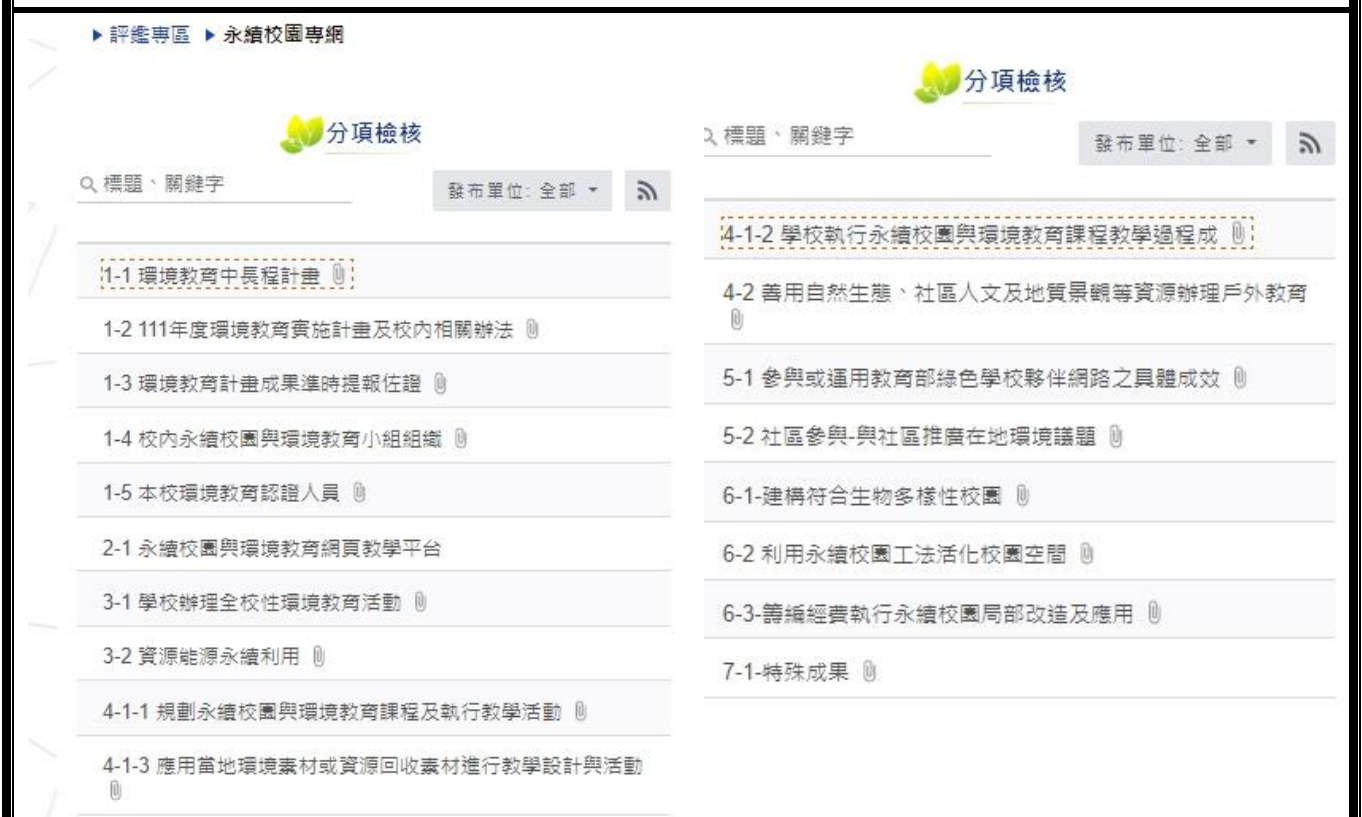 評鑑專區 永續校園專網
分項檢核
標題、關鍵字
發布單位: 全部
1-1 環境教育中長程計畫
1-2 111年度環境教育實施計畫及校內相關辦法
1-3 環境教育計畫成果準時提報佐證
1-4 校內永續校園與環境教育小組組織
1-5 本校環境教育認證人員
2-1 永續校園與環境教育網頁教學平台
3-1 學校辦理全校性環境教育活動
3-2 資源能源永續利用
4-1-1 規劃永續校園與環境教育課程及執行教學活動
4-1-3 應用當地環境素材或資源回收素材進行教學設計與活動
分項檢核
標題、關鍵字
發布單位: 全部
4-1-2 學校執行永續校園與環境教育課程教學過程成
4-2 善用自然生態、社區人文及地質景觀等資源辦理戶外教育
5-1 參與或運用教育部綠色學校夥伴網路之具體成效
5-2 社區參與-與社區推廣在地環境議題
6-1-建構符合生物多樣性校園
6-2 利用永續校園工法活化校園空間
6-3-籌編經費執行永續校園局部改造及應用
7-1-特殊成果